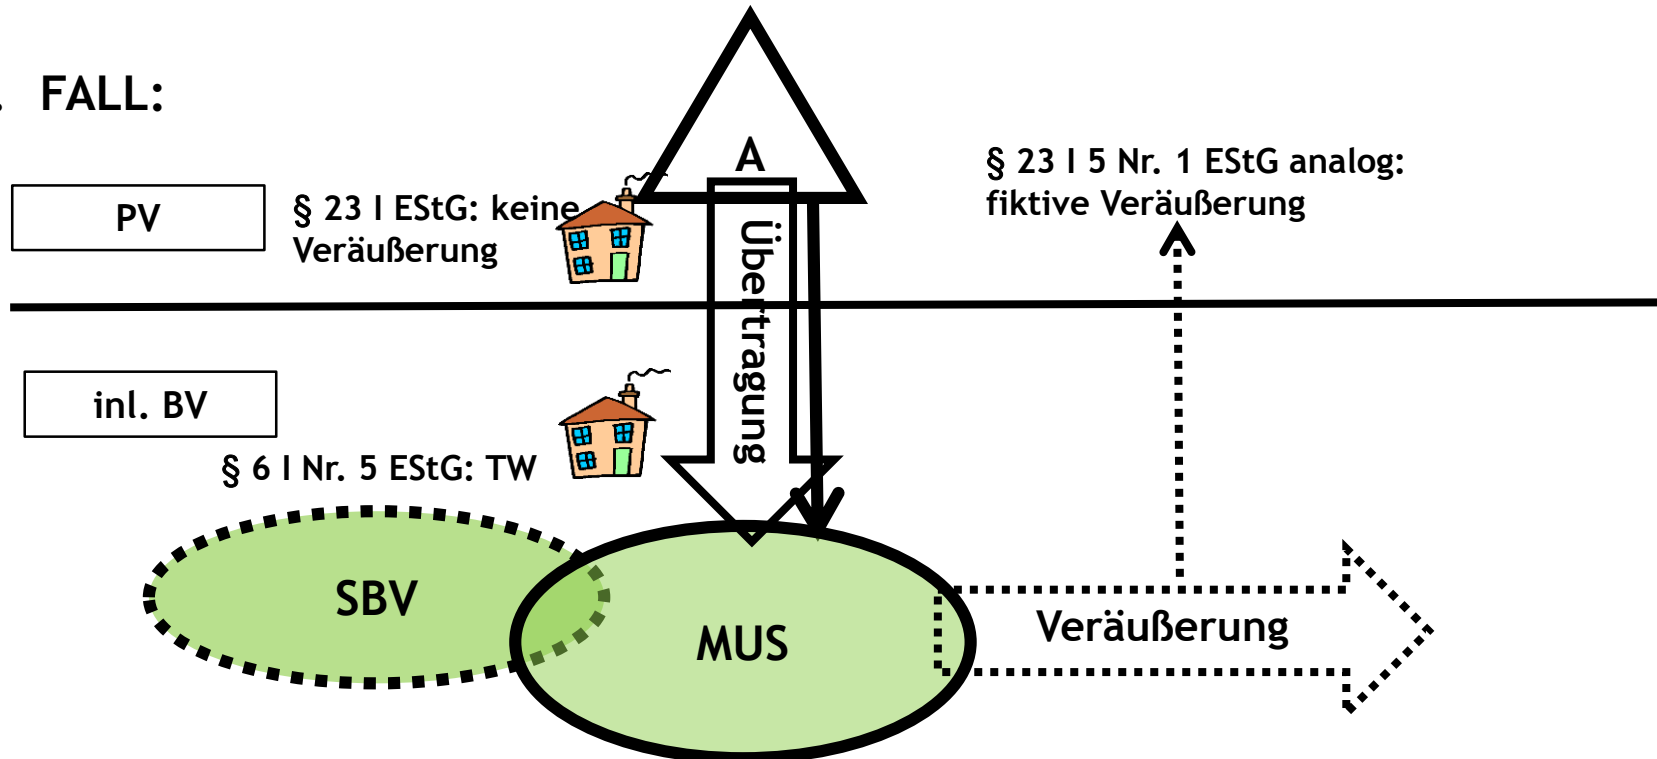 . FALL:
A
§ 23 I 5 Nr. 1 EStG analog:
fiktive Veräußerung
PV
§ 23 I EStG: keine
Veräußerung
Übertragung
inl. BV
§ 6 I Nr. 5 EStG: TW
SBV
MUS
Veräußerung